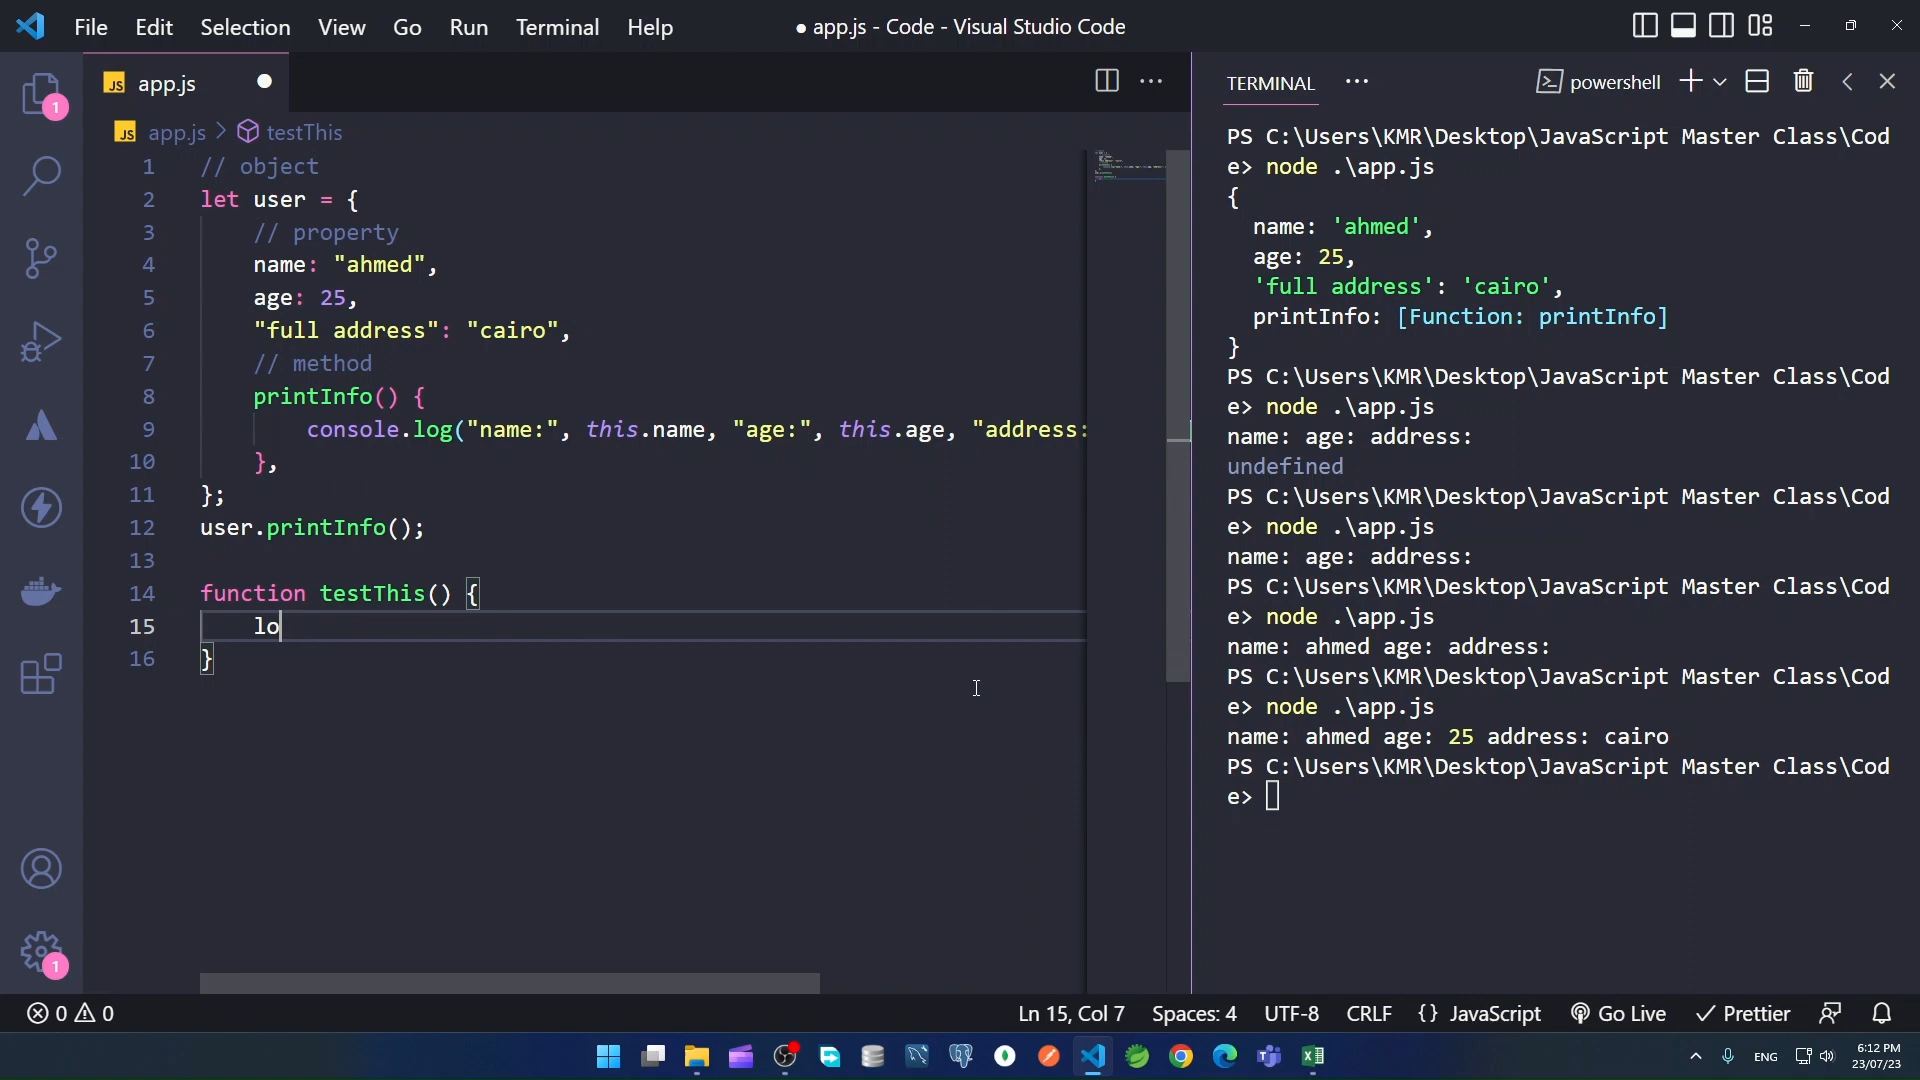 File Edit Selection View Go Run Terminal Help
● app.js - Code - Visual Studio Code
JS app.js
JS app.js > testThis
1 // object
2 let user = {
3 // property
4 name: "ahmed",
5 age: 25,
6 "full address": "cairo",
7 // method
8 printInfo() {
9 console.log("name:", this.name, "age:", this.age, "address:
10 },
11 };
12 user.printInfo();
13
14 function testThis() {
15 lo
16 }
TERMINAL
powershell
PS C:\Users\KMR\Desktop\JavaScript Master Class\Cod
e> node .\app.js
{
name: 'ahmed',
age: 25,
'full address': 'cairo',
printInfo: [Function: printInfo]
}
PS C:\Users\KMR\Desktop\JavaScript Master Class\Cod
e> node .\app.js
name: age: address:
undefined
PS C:\Users\KMR\Desktop\JavaScript Master Class\Cod
e> node .\app.js
name: age: address:
PS C:\Users\KMR\Desktop\JavaScript Master Class\Cod
e> node .\app.js
name: ahmed age: address:
PS C:\Users\KMR\Desktop\JavaScript Master Class\Cod
e> node .\app.js
name: ahmed age: 25 address: cairo
PS C:\Users\KMR\Desktop\JavaScript Master Class\Cod
e>
1
1
0 0
Ln 15, Col 7 Spaces: 4 UTF-8 CRLF {} JavaScript Go Live Prettier
ENG
6:12 PM
23/07/23